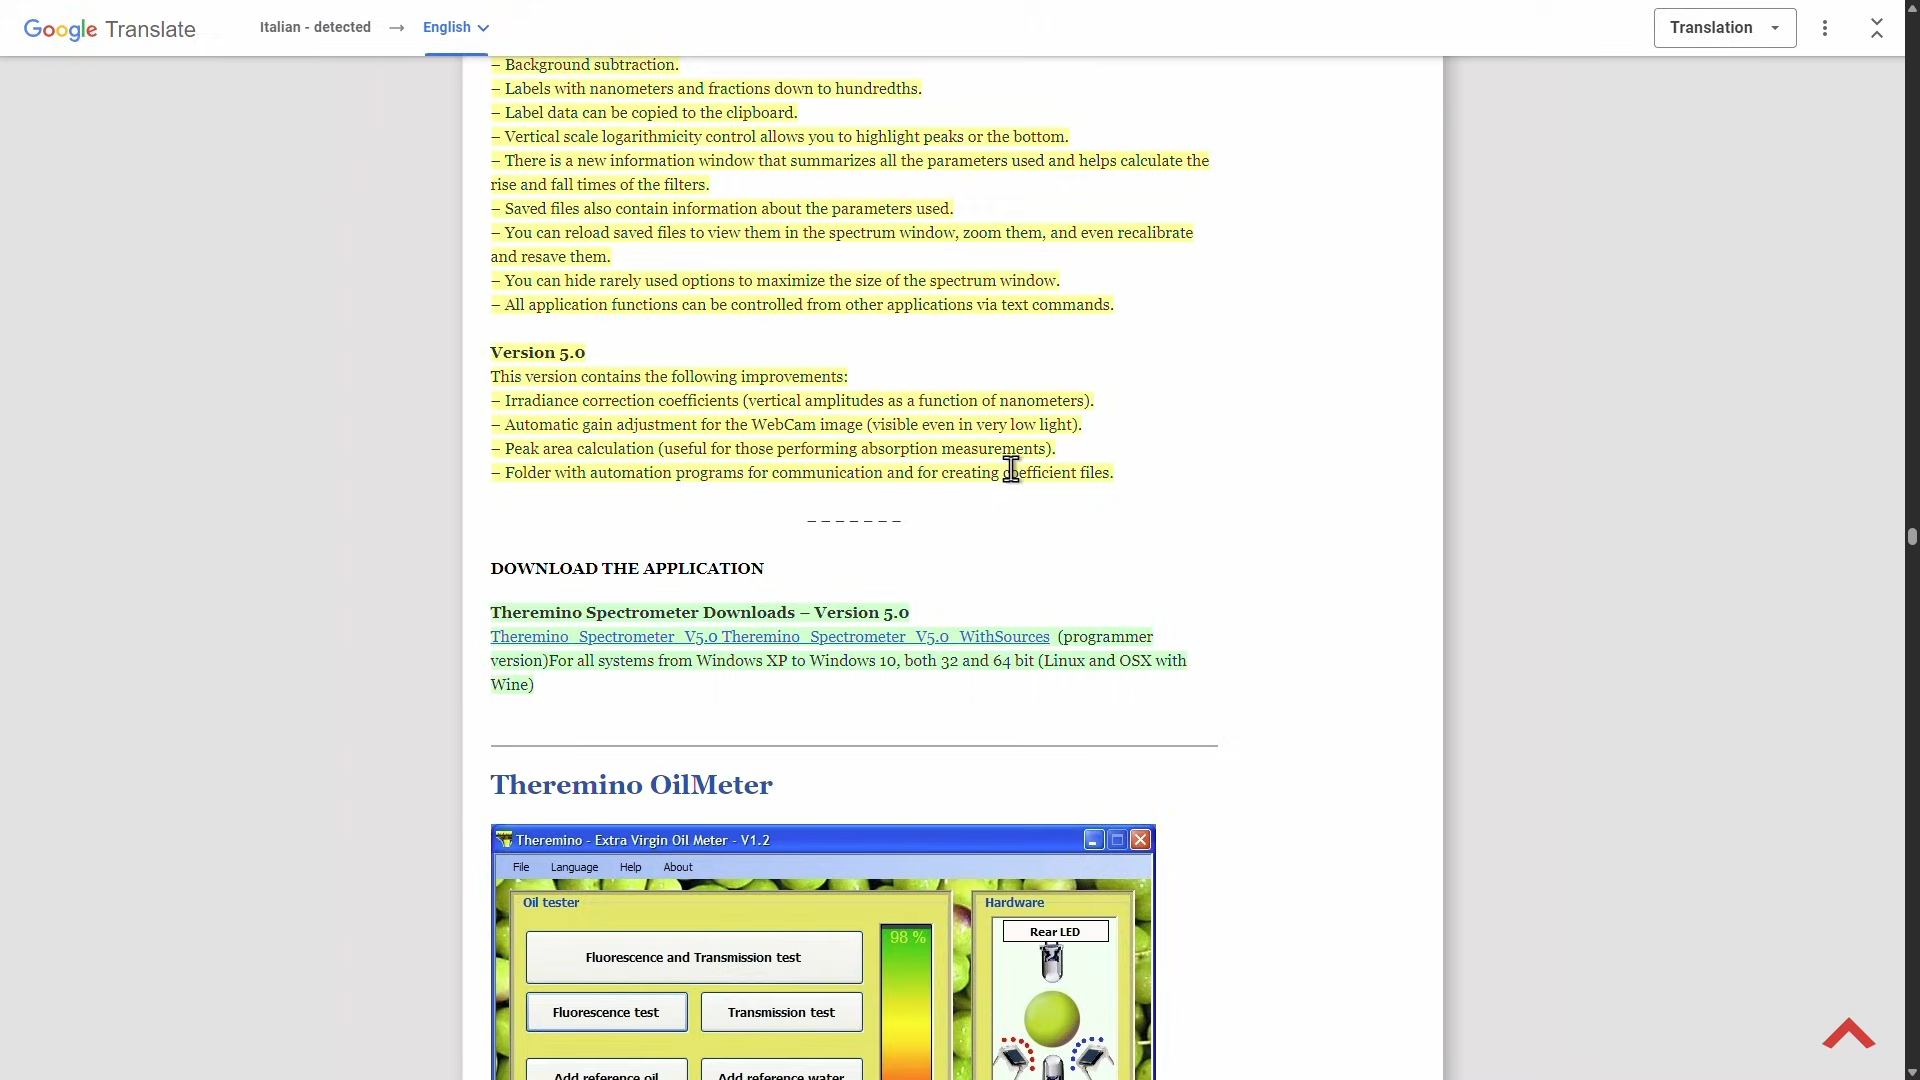 Google Translate
Italian - detected → English
Translation
– Background subtraction.
– Labels with nanometers and fractions down to hundredths.
– Label data can be copied to the clipboard.
– Vertical scale logarithmicity control allows you to highlight peaks or the bottom.
– There is a new information window that summarizes all the parameters used and helps calculate the
rise and fall times of the filters.
– Saved files also contain information about the parameters used.
– You can reload saved files to view them in the spectrum window, zoom them, and even recalibrate
and resave them.
– You can hide rarely used options to maximize the size of the spectrum window.
– All application functions can be controlled from other applications via text commands.
Version 5.0
This version contains the following improvements:
– Irradiance correction coefficients (vertical amplitudes as a function of nanometers).
– Automatic gain adjustment for the WebCam image (visible even in very low light).
– Peak area calculation (useful for those performing absorption measurements).
– Folder with automation programs for communication and for creating coefficient files.
– – – – – – –
DOWNLOAD THE APPLICATION
Theremino Spectrometer Downloads – Version 5.0
Theremino_Spectrometer_V5.0 Theremino_Spectrometer_V5.0_WithSources (programmer
version)For all systems from Windows XP to Windows 10, both 32 and 64 bit (Linux and OSX with
Wine)
Theremino OilMeter
Theremino - Extra Virgin Oil Meter - V1.2
File Language Help About
Oil tester
Hardware
98 %
Rear LED
Fluorescence and Transmission test
Fluorescence test
Transmission test
Add reference oil
Add reference water